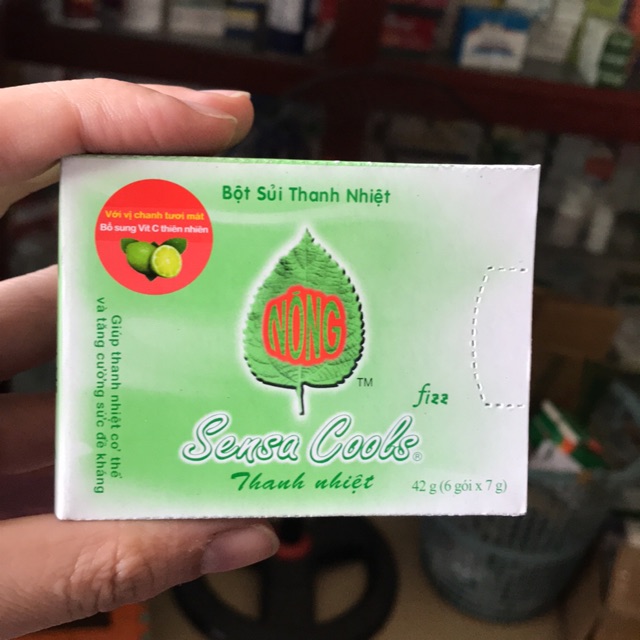 Bột Sủi Thanh Nhiệt
Với vị chanh tươi mát
Bổ sung Vit C thiên nhiên
NÓNG
TM
fizz
Sensa Cools®
Thanh nhiệt
42 g (6 gói x 7 g)
Giúp thanh nhiệt cơ thể
và tăng cường sức đề kháng